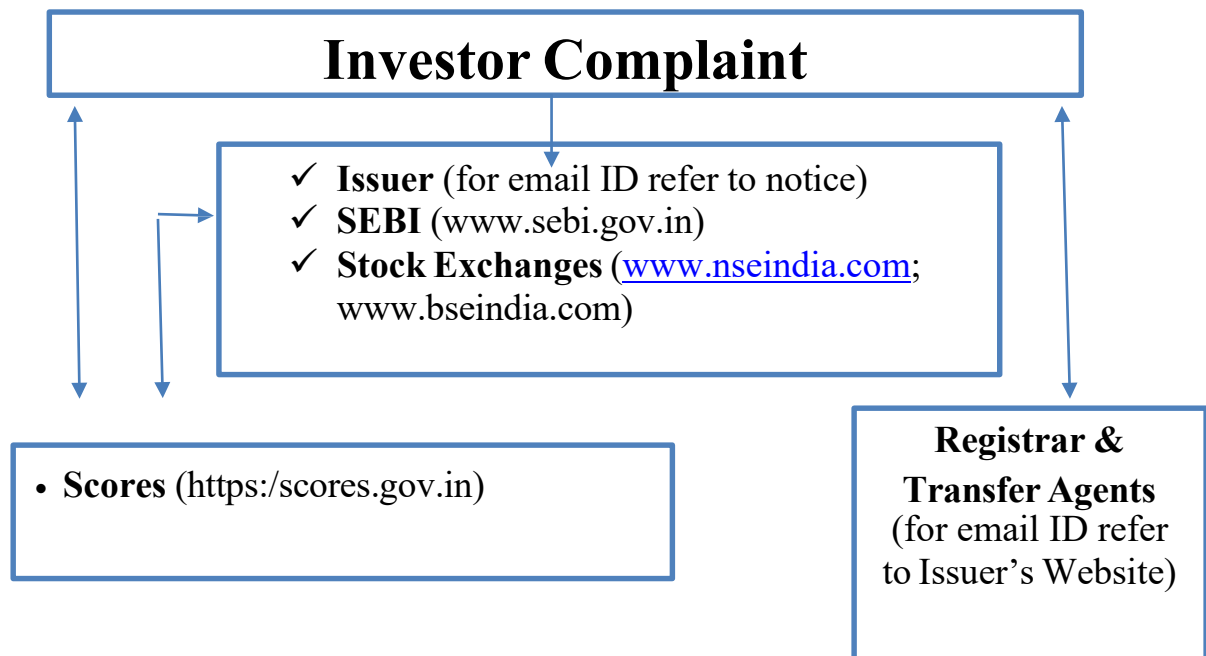 Investor Complaint
✓ Issuer (for email ID refer to notice)
✓ SEBI (www.sebi.gov.in)
✓ Stock Exchanges (www.nseindia.com;
www.bseindia.com)
• Scores (https:/scores.gov.in)
Registrar &
Transfer Agents
(for email ID refer
to Issuer’s Website)